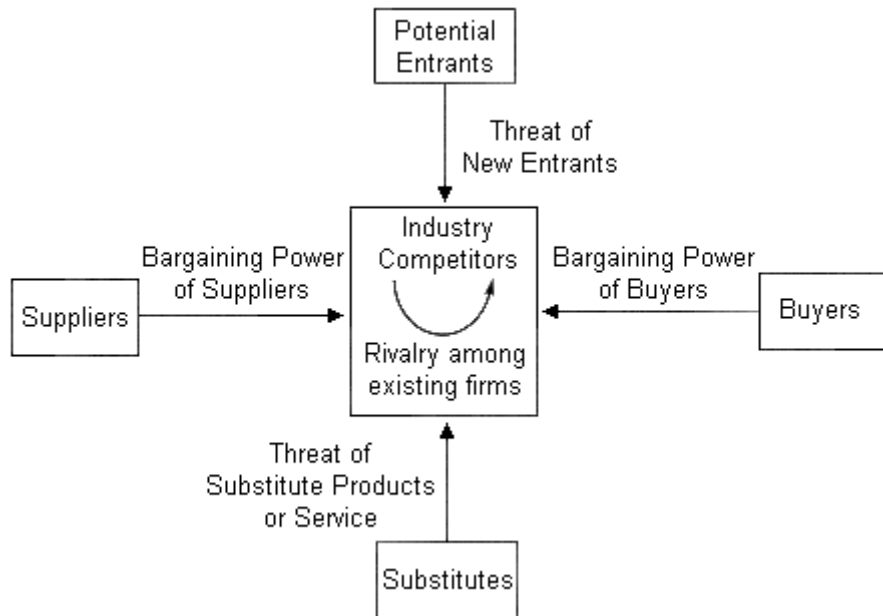 Potential
Entrants
Threat of
New Entrants
Industry
Competitors
Bargaining Power
of Suppliers
Bargaining Power
of Buyers
Suppliers
Buyers
Rivalry among
existing firms
Threat of
Substitute Products
or Service
Substitutes